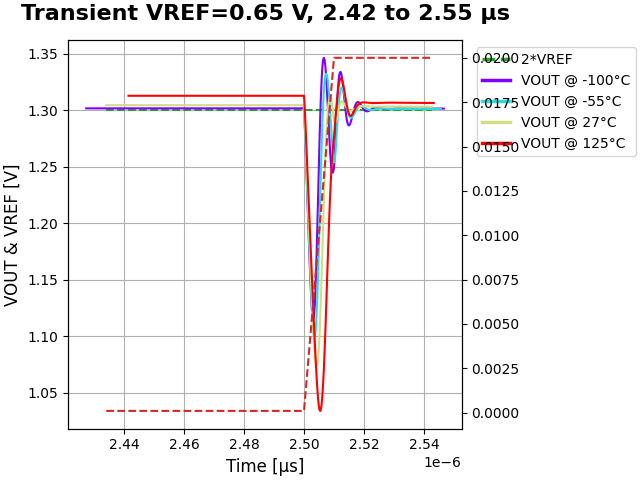 Transient VREF=0.65 V, 2.42 to 2.55 µs
1.35
1.30
1.25
1.20
1.15
1.10
1.05
VOUT & VREF [V]
2.44
2.46
2.48
2.50
2.52
2.54
1e−6
Time [µs]
0.0200
0.0175
0.0150
0.0125
0.0100
0.0075
0.0050
0.0025
0.0000
2*VREF
VOUT @ -100°C
VOUT @ -55°C
VOUT @ 27°C
VOUT @ 125°C